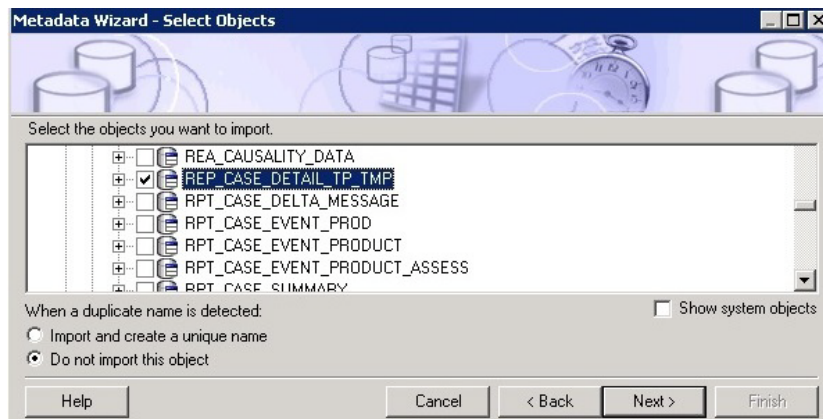 Metadata Wizard - Select Objects
Select the objects you want to import.
REA_CAUSALITY_DATA
REP_CASE_DETAIL_TP_TMP
RPT_CASE_DELTA_MESSAGE
RPT_CASE_EVENT_PROD
RPT_CASE_EVENT_PRODUCT
RPT_CASE_EVENT_PRODUCT_ASSESS
RPT_CASE_SUMMARY
When a duplicate name is detected:
Show system objects
Import and create a unique name
Do not import this object
Help
Cancel
< Back
Next >
Finish